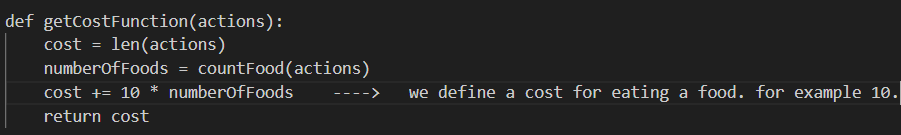 def getCostFunction(actions):
cost = len(actions)
numberOfFoods = countFood(actions)
cost += 10 * numberOfFoods ----> we define a cost for eating a food. for example 10.
return cost